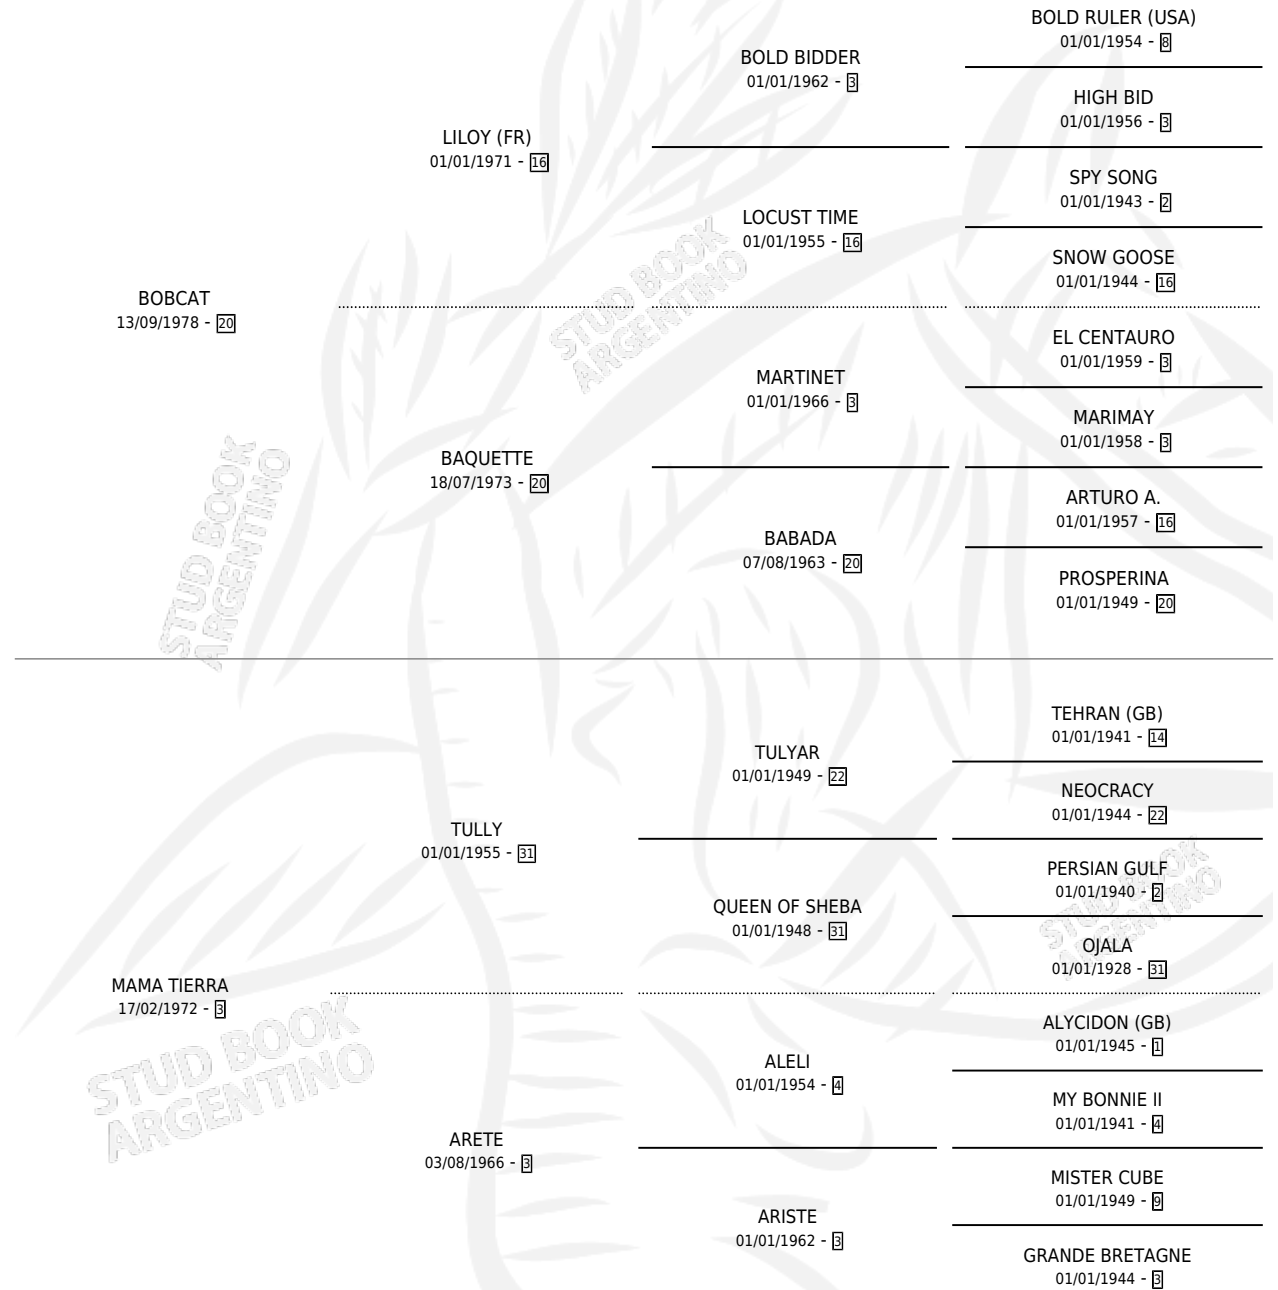 BOLD RULER (USA)
01/01/1954 - 8
BOLD BIDDER
01/01/1962 - 3
HIGH BID
01/01/1956 - 3
LILOY (FR)
01/01/1971 - 16
SPY SONG
01/01/1943 - 2
LOCUST TIME
01/01/1955 - 16
SNOW GOOSE
01/01/1944 - 16
BOBCAT
13/09/1978 - 20
EL CENTAURO
01/01/1959 - 3
MARTINET
01/01/1966 - 3
MARIMAY
01/01/1958 - 3
BAQUETTE
18/07/1973 - 20
ARTURO A.
01/01/1957 - 16
BABADA
07/08/1963 - 20
PROSPERINA
01/01/1949 - 20
TEHRAN (GB)
01/01/1941 - 14
TULYAR
01/01/1949 - 22
NEOCRACY
01/01/1944 - 22
TULLY
01/01/1955 - 31
PERSIAN GULF
01/01/1940 - 2
QUEEN OF SHEBA
01/01/1948 - 31
OJALA
01/01/1928 - 31
MAMA TIERRA
17/02/1972 - 3
ALYCIDON (GB)
01/01/1945 - 1
ALELI
01/01/1954 - 4
MY BONNIE II
01/01/1941 - 4
ARETE
03/08/1966 - 3
MISTER CUBE
01/01/1949 - 9
ARISTE
01/01/1962 - 3
GRANDE BRETAGNE
01/01/1944 - 3
STUD BOOK
ARGENTINO
STUD BOOK
ARGENTINO
STUD BOOK
ARGENTINO
STUD BOOK
ARGENTINO